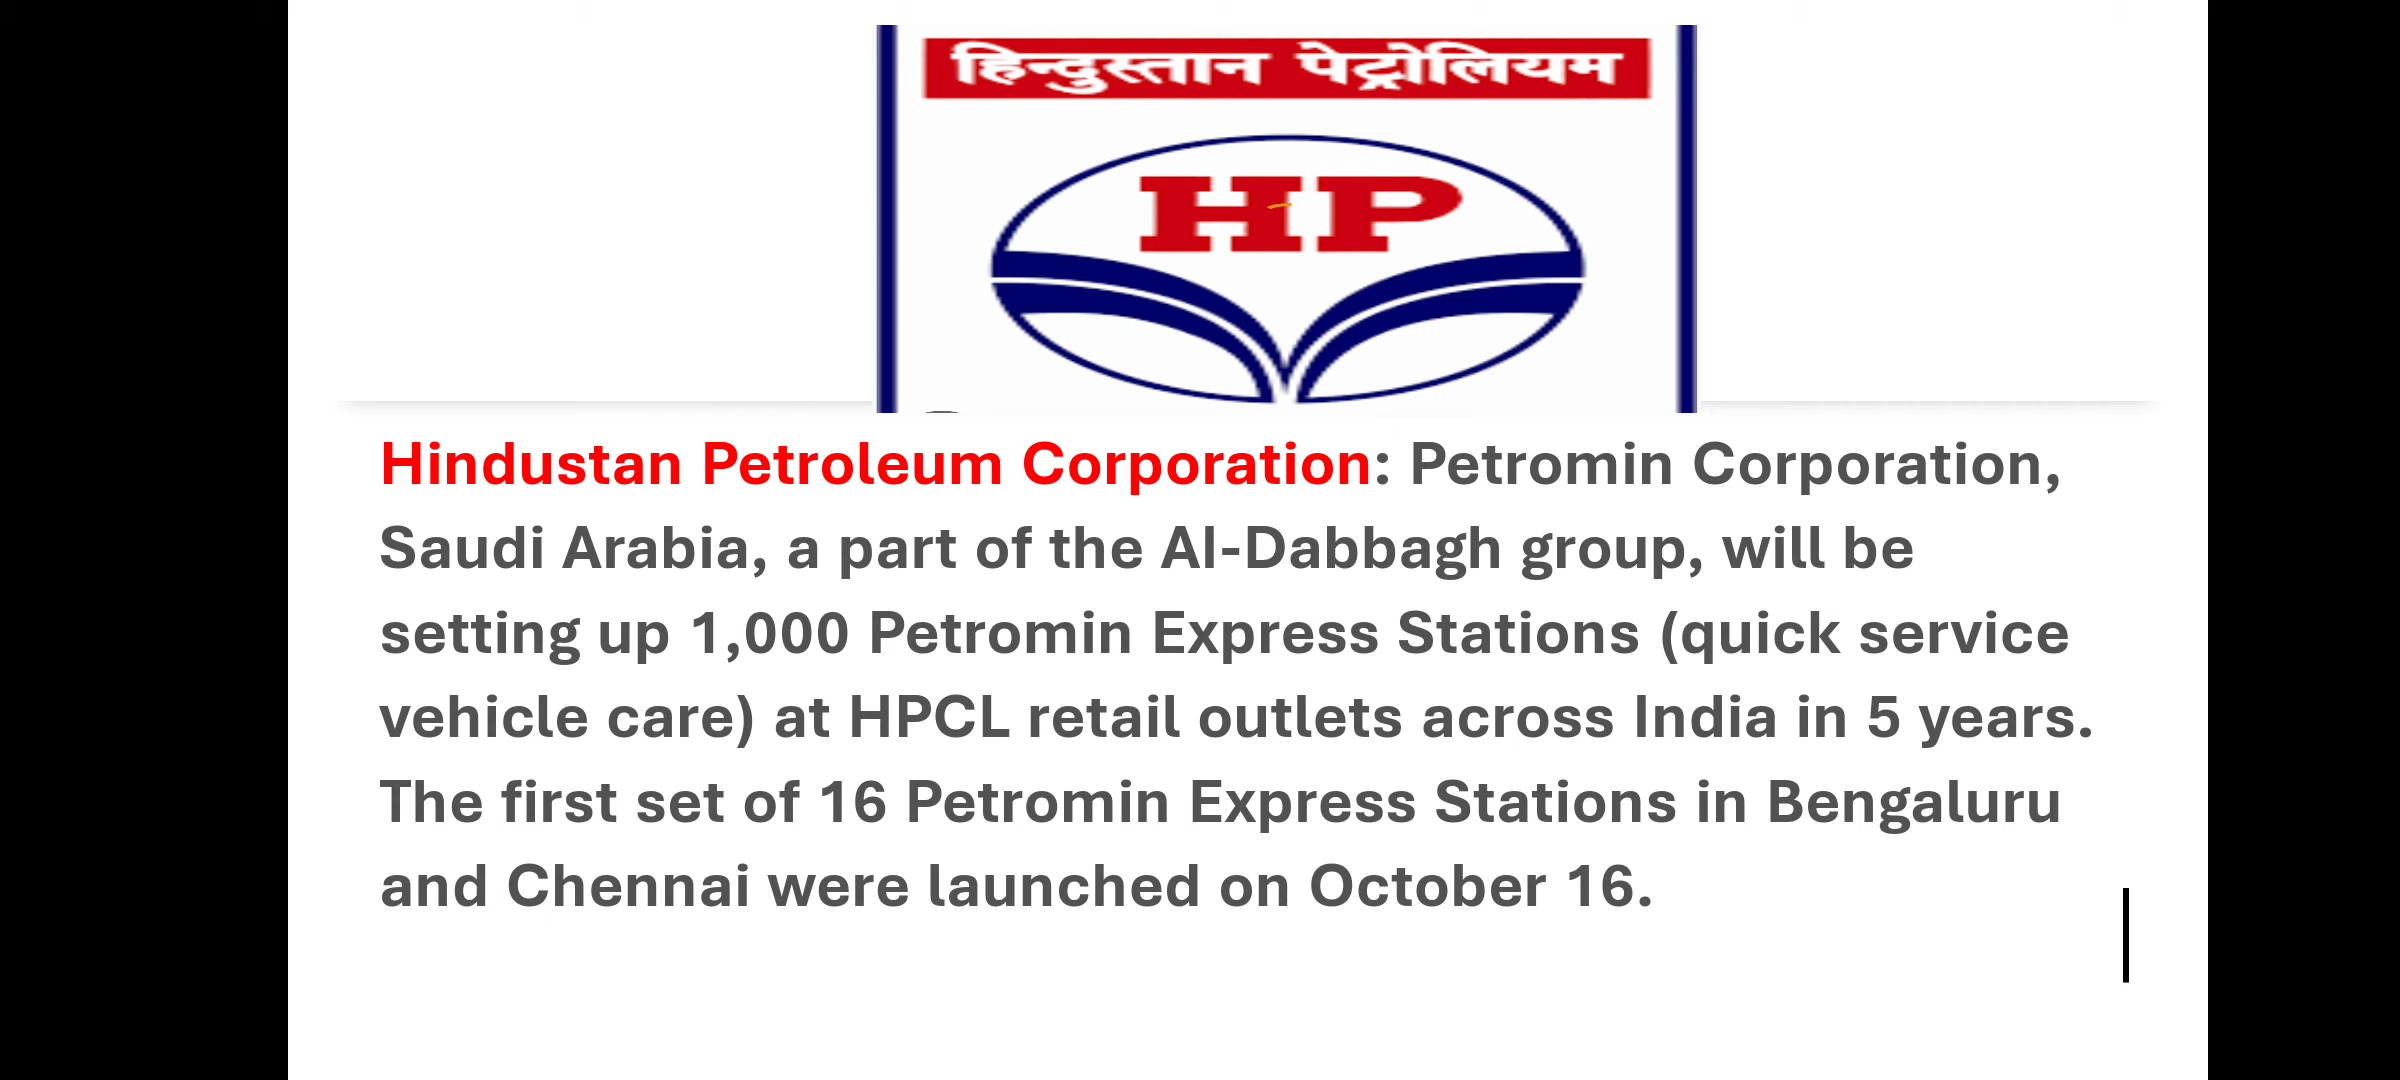 हिन्दुस्तान पेट्रोलियम
HP
Hindustan Petroleum Corporation: Petromin Corporation,
Saudi Arabia, a part of the Al-Dabbagh group, will be
setting up 1,000 Petromin Express Stations (quick service
vehicle care) at HPCL retail outlets across India in 5 years.
The first set of 16 Petromin Express Stations in Bengaluru
and Chennai were launched on October 16.